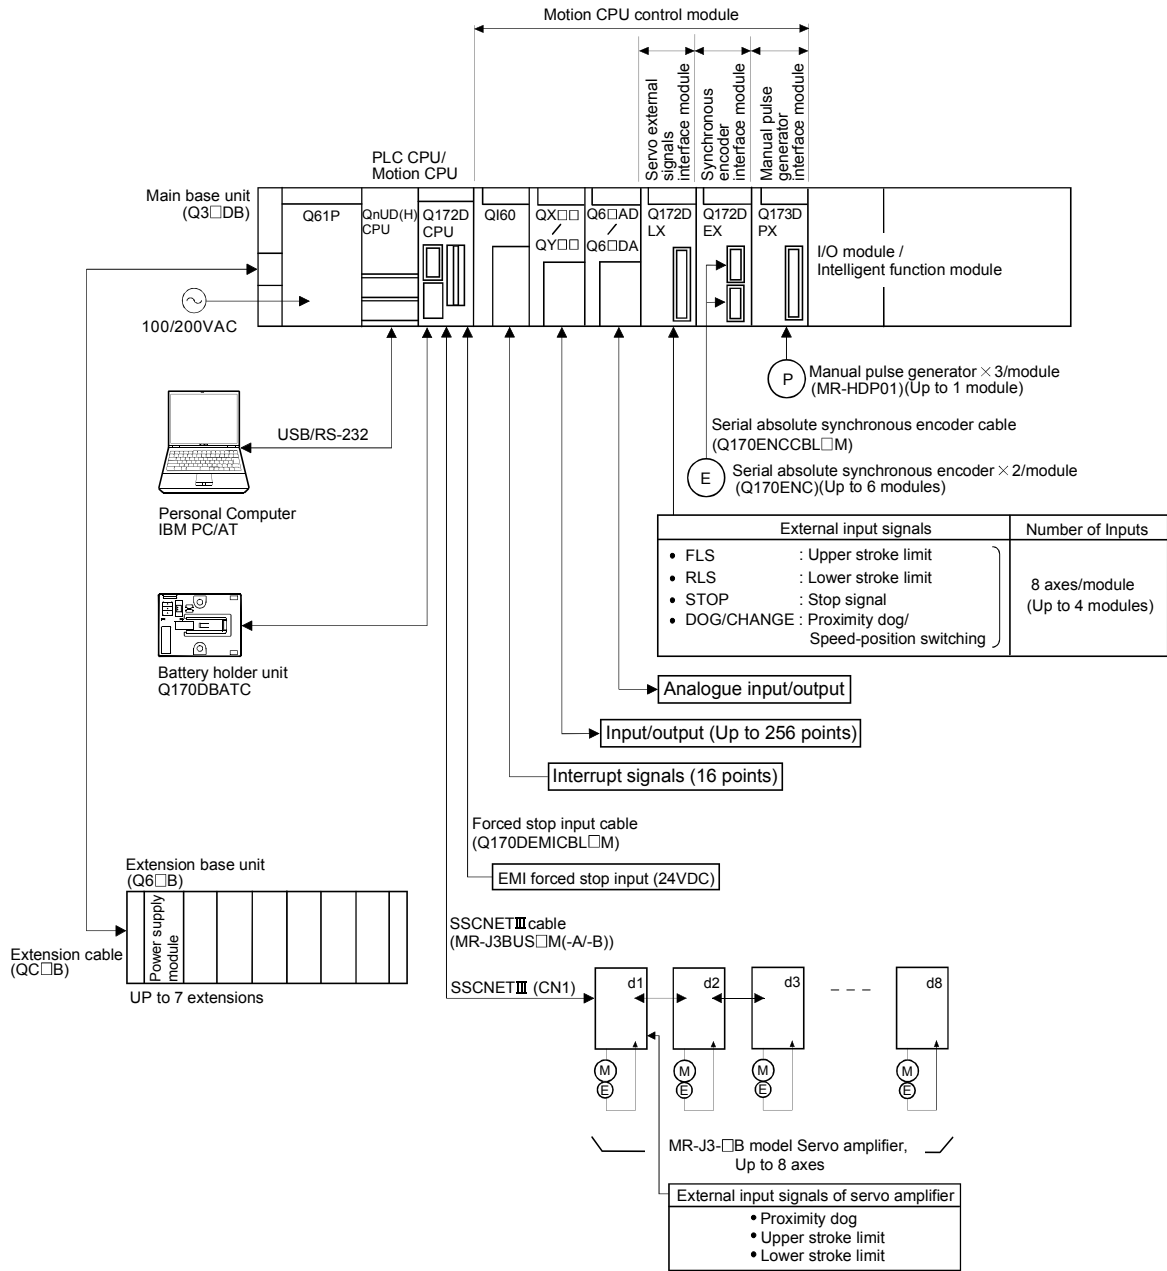 Motion CPU control module
Servo external
signals
interface module
Synchronous
encoder
interface module
Manual pulse
generator
interface module
PLC CPU/
Motion CPU
Main base unit
(Q3□DB)
Q61P
QnUD(H)
CPU
Q172D
CPU
QI60
QX□□
/
QY□□
Q6□AD
/
Q6□DA
Q172D
LX
Q172D
EX
Q173D
PX
I/O module /
Intelligent function module
100/200VAC
P
Manual pulse generator × 3/module
(MR-HDP01)(Up to 1 module)
USB/RS-232
Serial absolute synchronous encoder cable
(Q170ENCCBL□M)
E
Serial absolute synchronous encoder × 2/module
(Q170ENC)(Up to 6 modules)
Personal Computer
IBM PC/AT
External input signals
Number of Inputs
• FLS : Upper stroke limit
• RLS : Lower stroke limit
• STOP : Stop signal
• DOG/CHANGE : Proximity dog/
Speed-position switching
8 axes/module
(Up to 4 modules)
Battery holder unit
Q170DBATC
Analogue input/output
Input/output (Up to 256 points)
Interrupt signals (16 points)
Forced stop input cable
(Q170DEMICBL□M)
EMI forced stop input (24VDC)
Extension base unit
(Q6□B)
Power supply
module
Extension cable
(QC□B)
UP to 7 extensions
SSCNETⅢ cable
(MR-J3BUS□M(-A/-B))
SSCNETⅢ (CN1)
d1
d2
d3
d8
M
E
M
E
M
E
M
E
MR-J3-□B model Servo amplifier,
Up to 8 axes
External input signals of servo amplifier
• Proximity dog
• Upper stroke limit
• Lower stroke limit